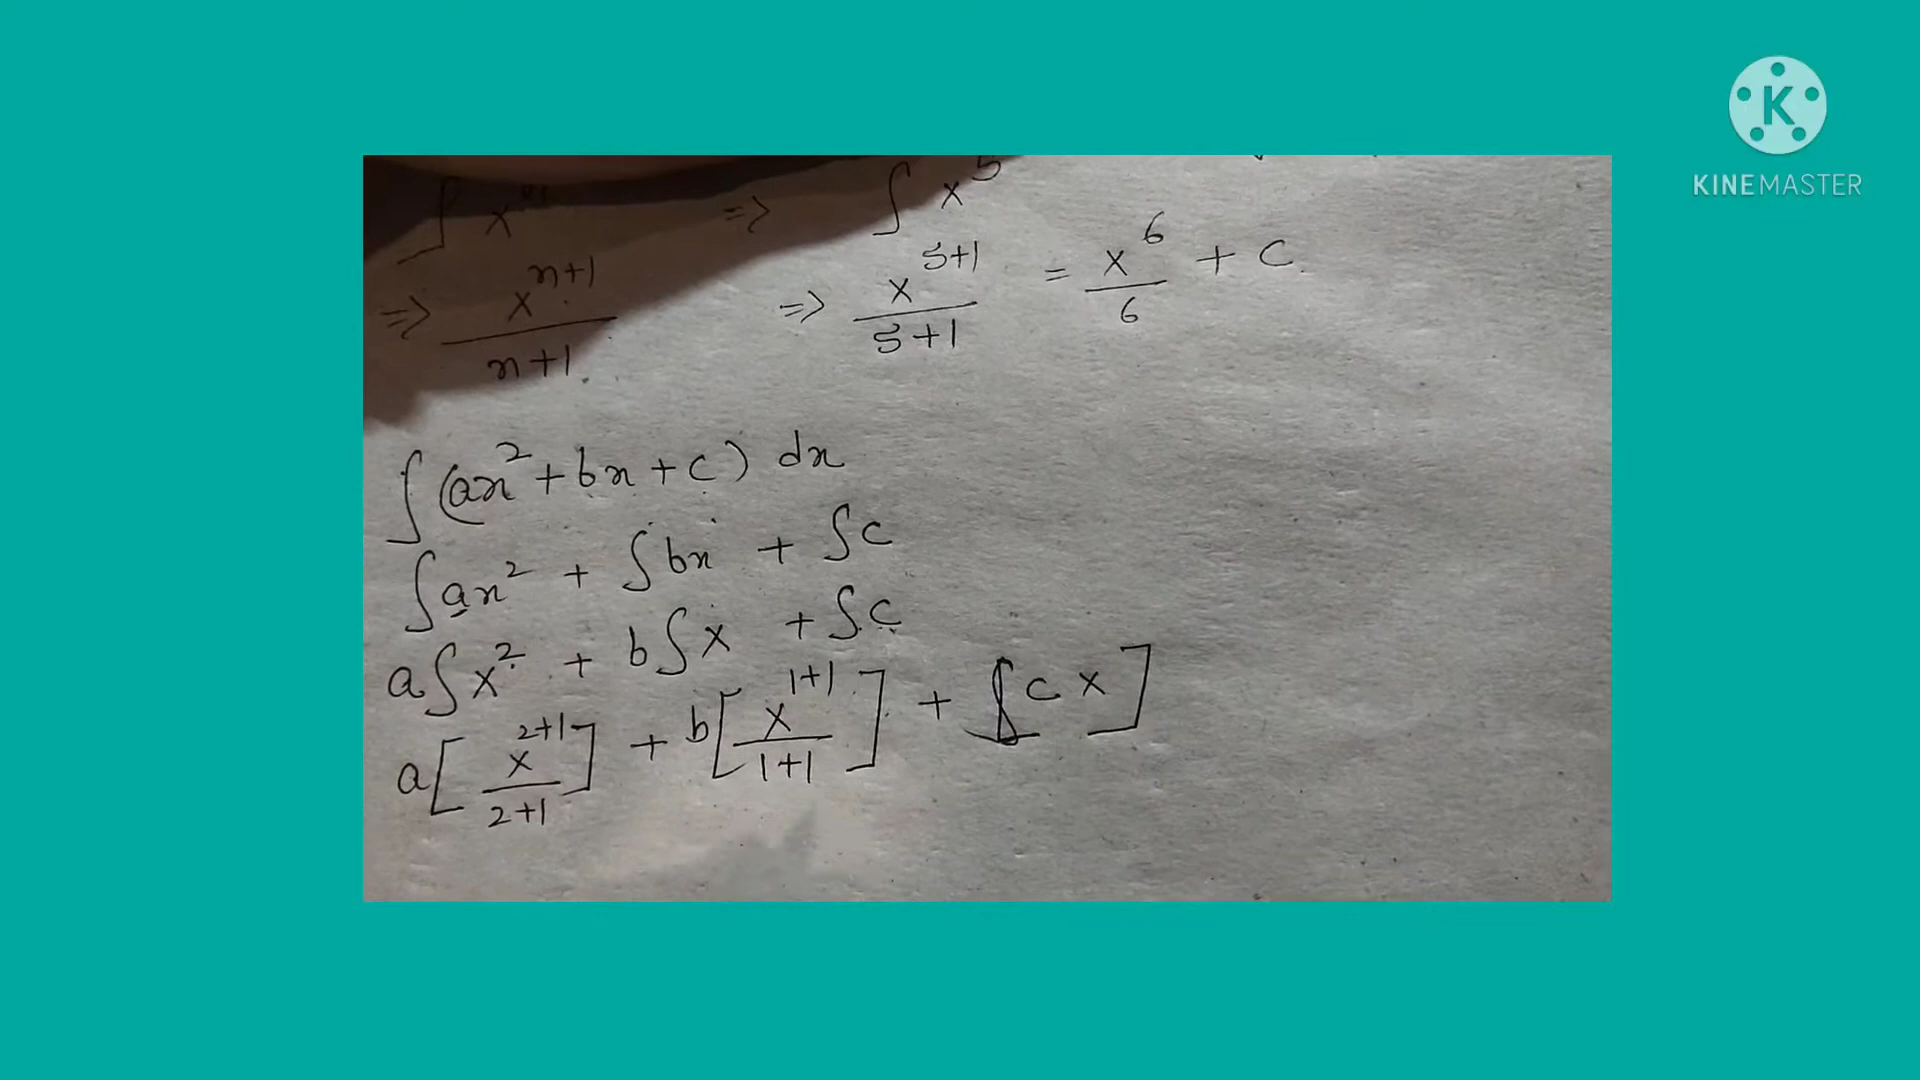 ∫ x^n ⇒ ∫ x^5
⇒ x^(n+1) / n+1 ⇒ x^(5+1) / 5+1 = x^6 / 6 + C
∫ (ax^2 + bx + c) dx
∫ ax^2 + ∫ bx + ∫ c
a ∫ x^2 + b ∫ x + ∫ c
a [ x^(2+1) / 2+1 ] + b [ x^(1+1) / 1+1 ] + [ c x ]
KINEMASTER